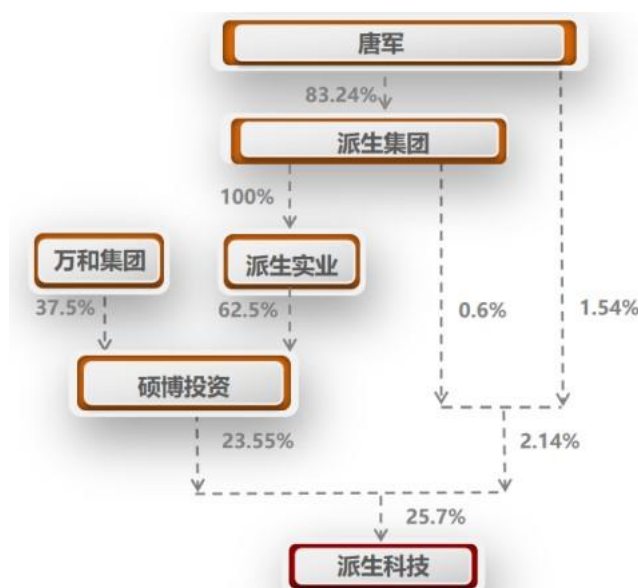 唐军
83.24%
派生集团
100%
万和集团
派生实业
37.5%
62.5%
0.6%
1.54%
硕博投资
23.55%
2.14%
25.7%
派生科技